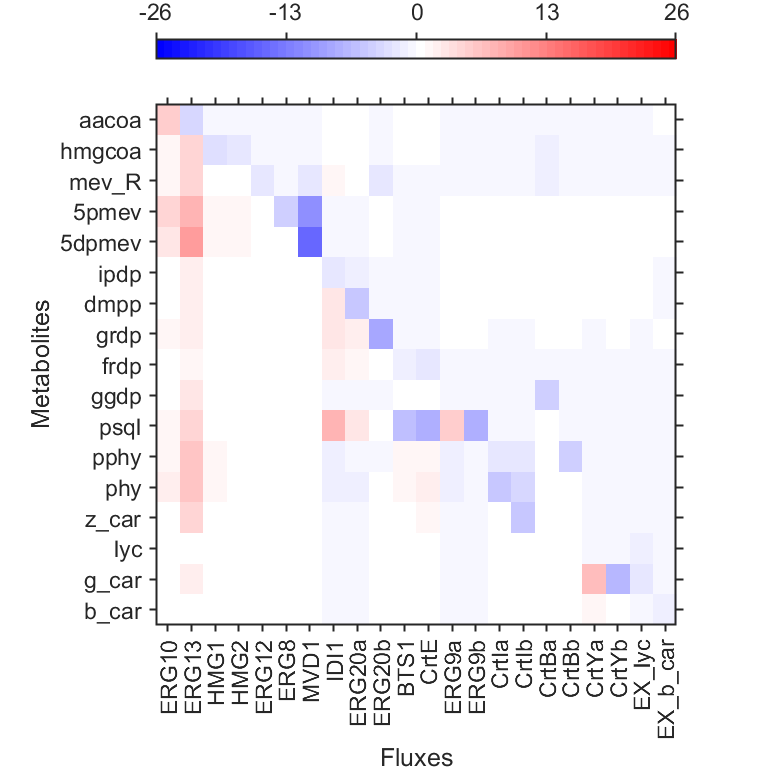 -26 -13 0 13 26
aacoa
hmgcoa
mev_R
5pmev
5dpmev
ipdp
dmpp
grdp
frdp
ggdp
psql
pphy
phy
z_car
lyc
g_car
b_car
Metabolites
ERG10
ERG13
HMG1
HMG2
ERG12
ERG8
MVD1
IDI1
ERG20a
ERG20b
BTS1
CrtE
ERG9a
ERG9b
CrtIa
CrtIb
CrtBa
CrtBb
CrtYa
CrtYb
EX_lyc
EX_b_car
Fluxes